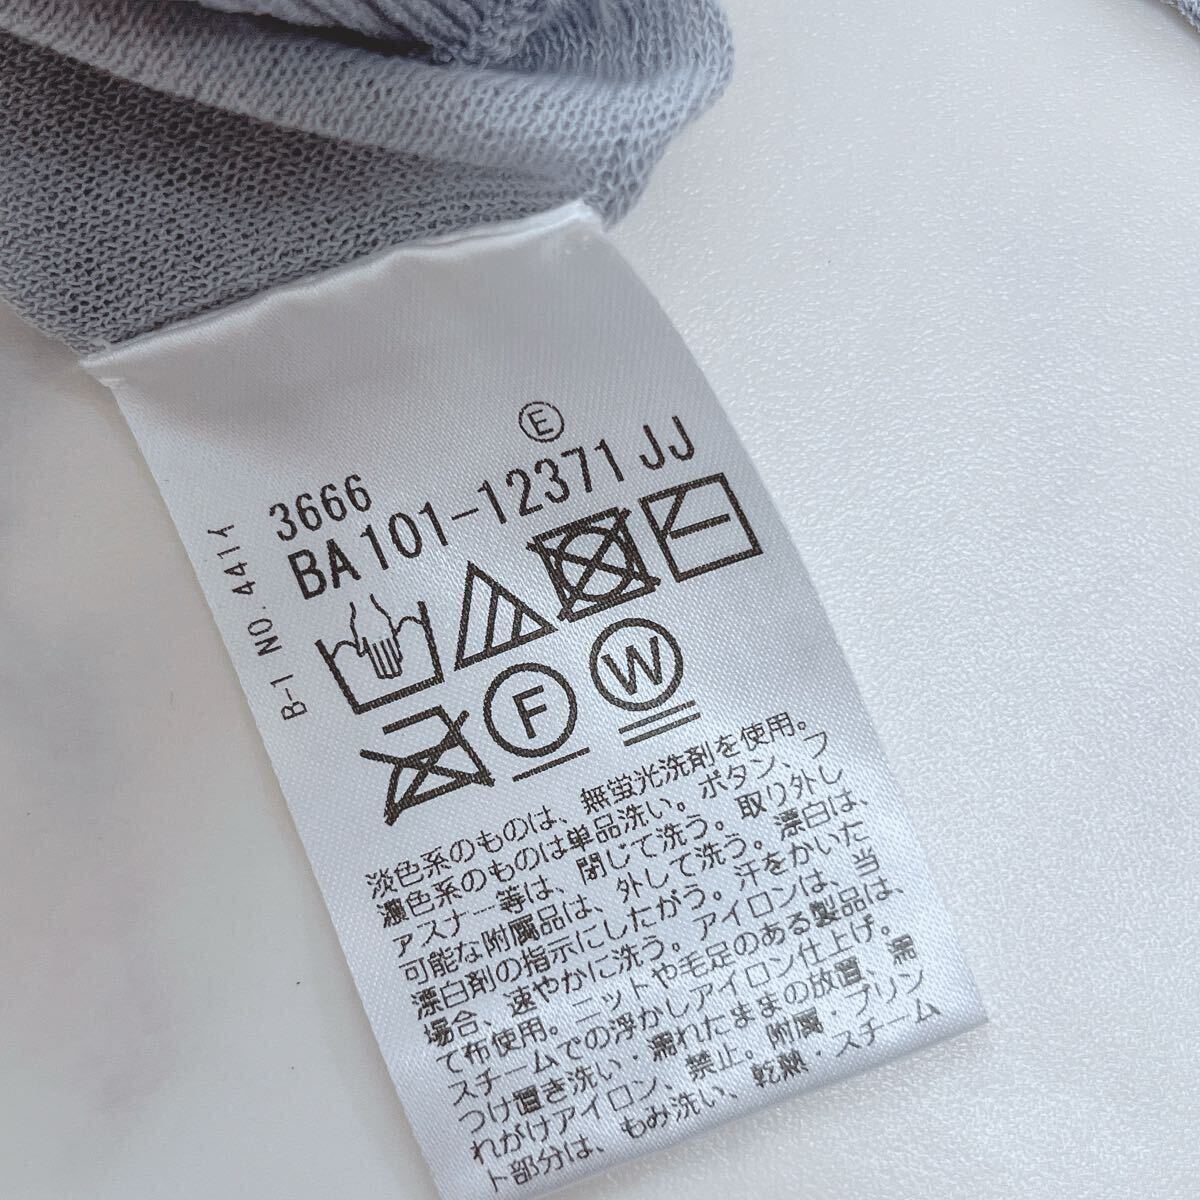 E
3666
BA101-12371 JJ
B-1 NO. 4414
F
W
淡色系のものは、無蛍光洗剤を使用。
濃色系のものは単品洗い。ボタン、フ
ァスナー等は、閉じて洗う。取り外し
可能な附属品は、外して洗う。漂白は、
漂白剤の指示にしたがう。汗をかいた
場合、速やかに洗う。アイロンは、当
て布使用。ニットや毛足のある製品は、
スチームでの浮かしアイロン仕上げ。
つけ置き洗い・濡れたままの放置、濡
れがけアイロン、禁止。附属・プリン
ト部分は、もみ洗い、乾熱・スチーム